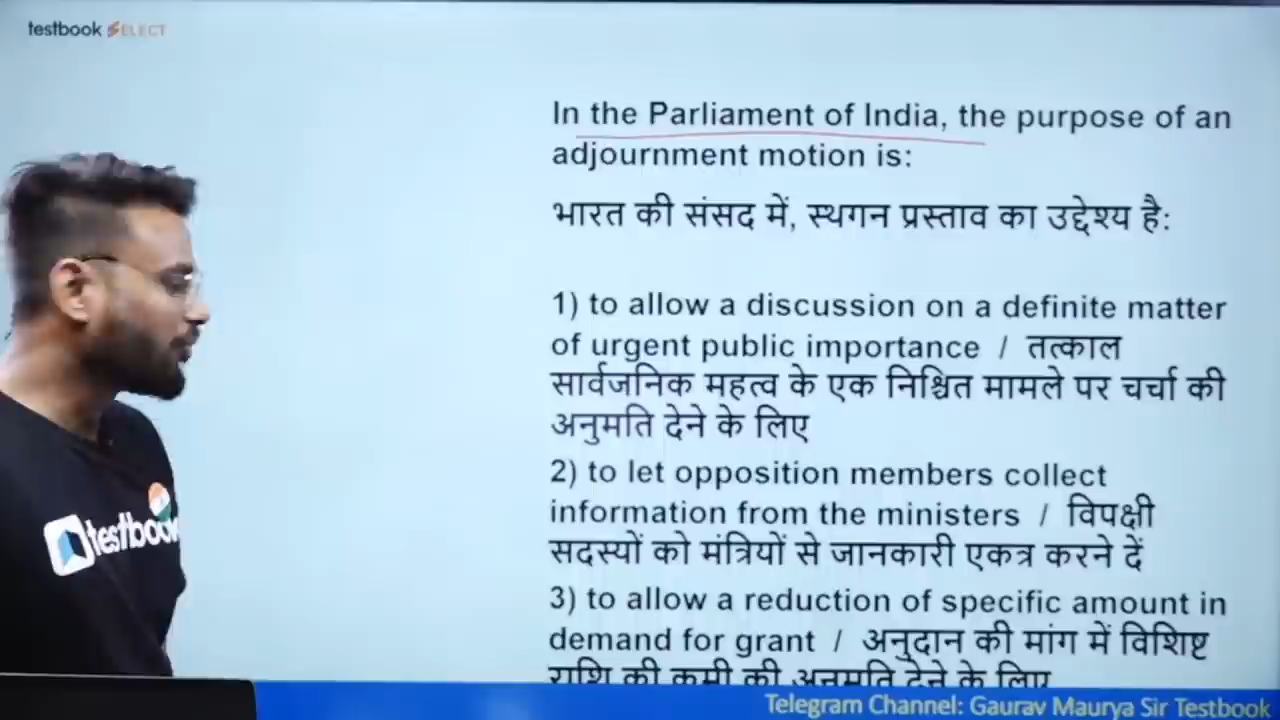 testbook SELECT
In the Parliament of India, the purpose of an
adjournment motion is:
भारत की संसद में, स्थगन प्रस्ताव का उद्देश्य है:
1) to allow a discussion on a definite matter
of urgent public importance / तत्काल
सार्वजनिक महत्व के एक निश्चित मामले पर चर्चा की
अनुमति देने के लिए
2) to let opposition members collect
information from the ministers / विपक्षी
सदस्यों को मंत्रियों से जानकारी एकत्र करने दें
3) to allow a reduction of specific amount in
demand for grant / अनुदान की मांग में विशिष्ट
राशि की कमी की अनुमति देने के लिए
testbook
Telegram Channel: Gaurav Maurya Sir Testbook